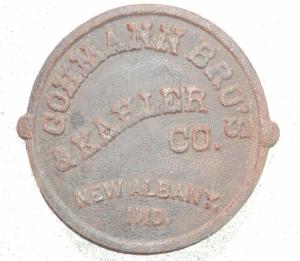 GOHMANN BRO'S
& KAHLER
CO.
NEW ALBANY,
IND.